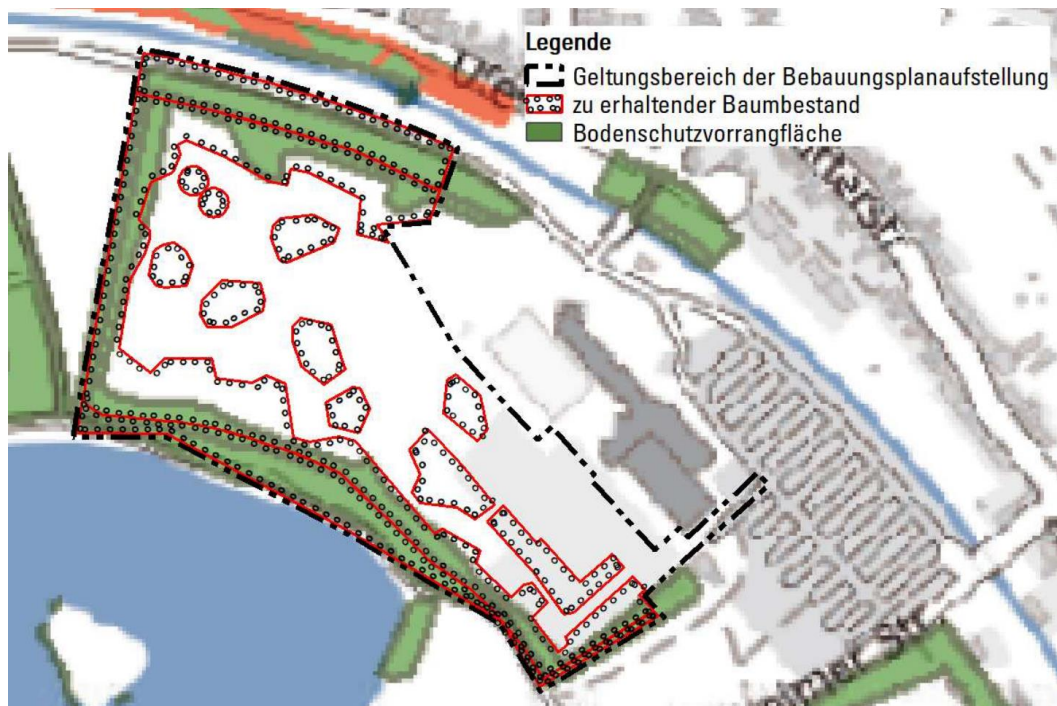 Legende
Geltungsbereich der Bebauungsplanaufstellung
zu erhaltender Baumbestand
Bodenschutzvorrangfläche